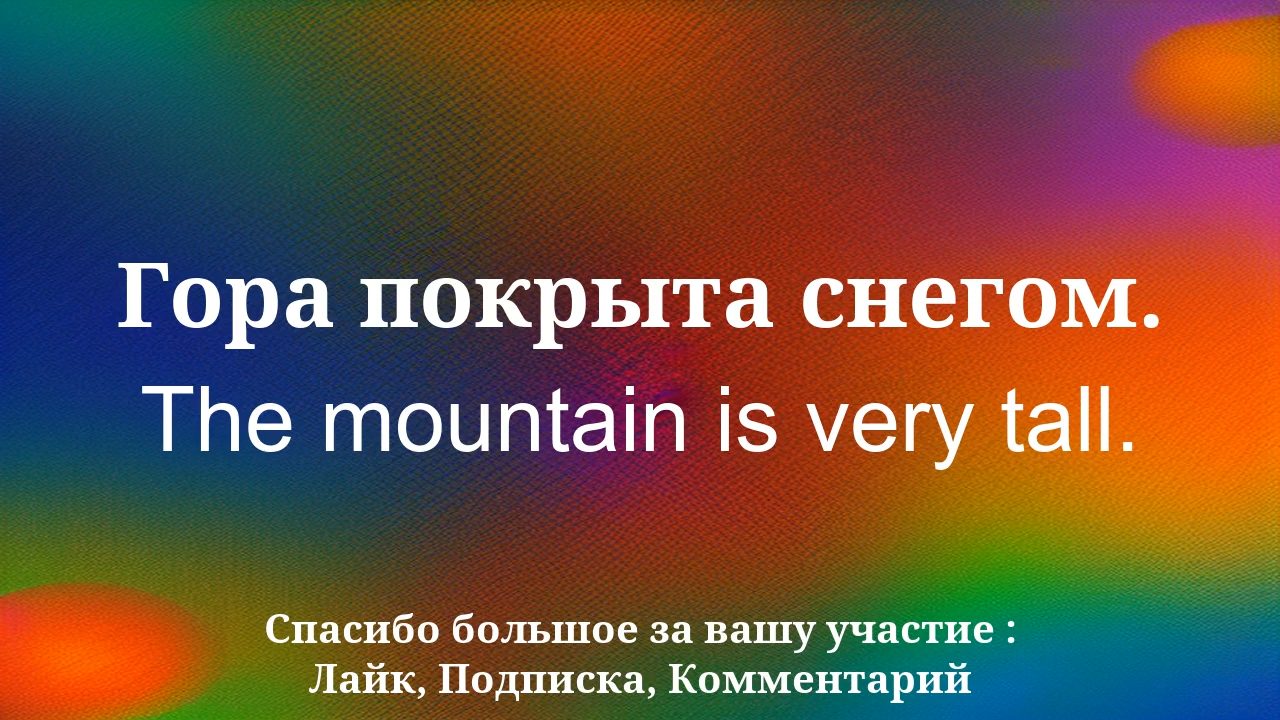 Гора покрыта снегом.
The mountain is very tall.
Спасибо большое за вашу участие :
Лайк, Подписка, Комментарий